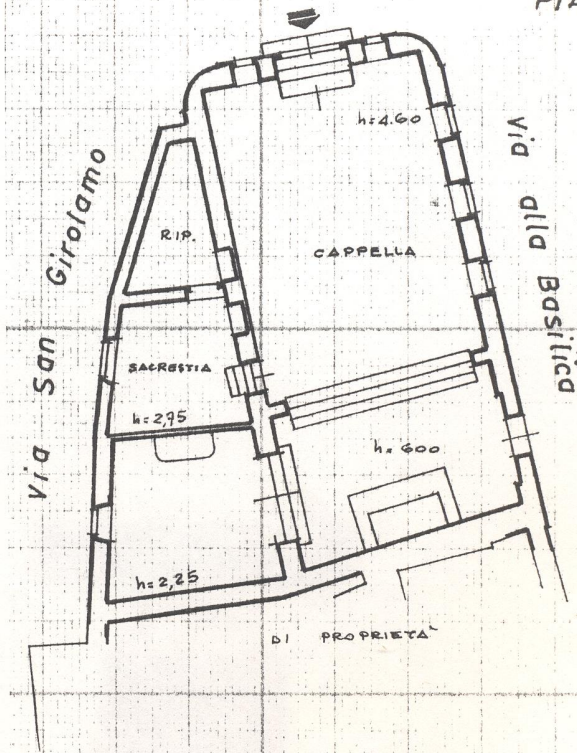 h=4.60
Via San Girolamo
Via alla Basilica
RIP.
CAPPELLA
SACRESTIA
h=2,75
h=600
h=2,25
DI PROPRIETA'